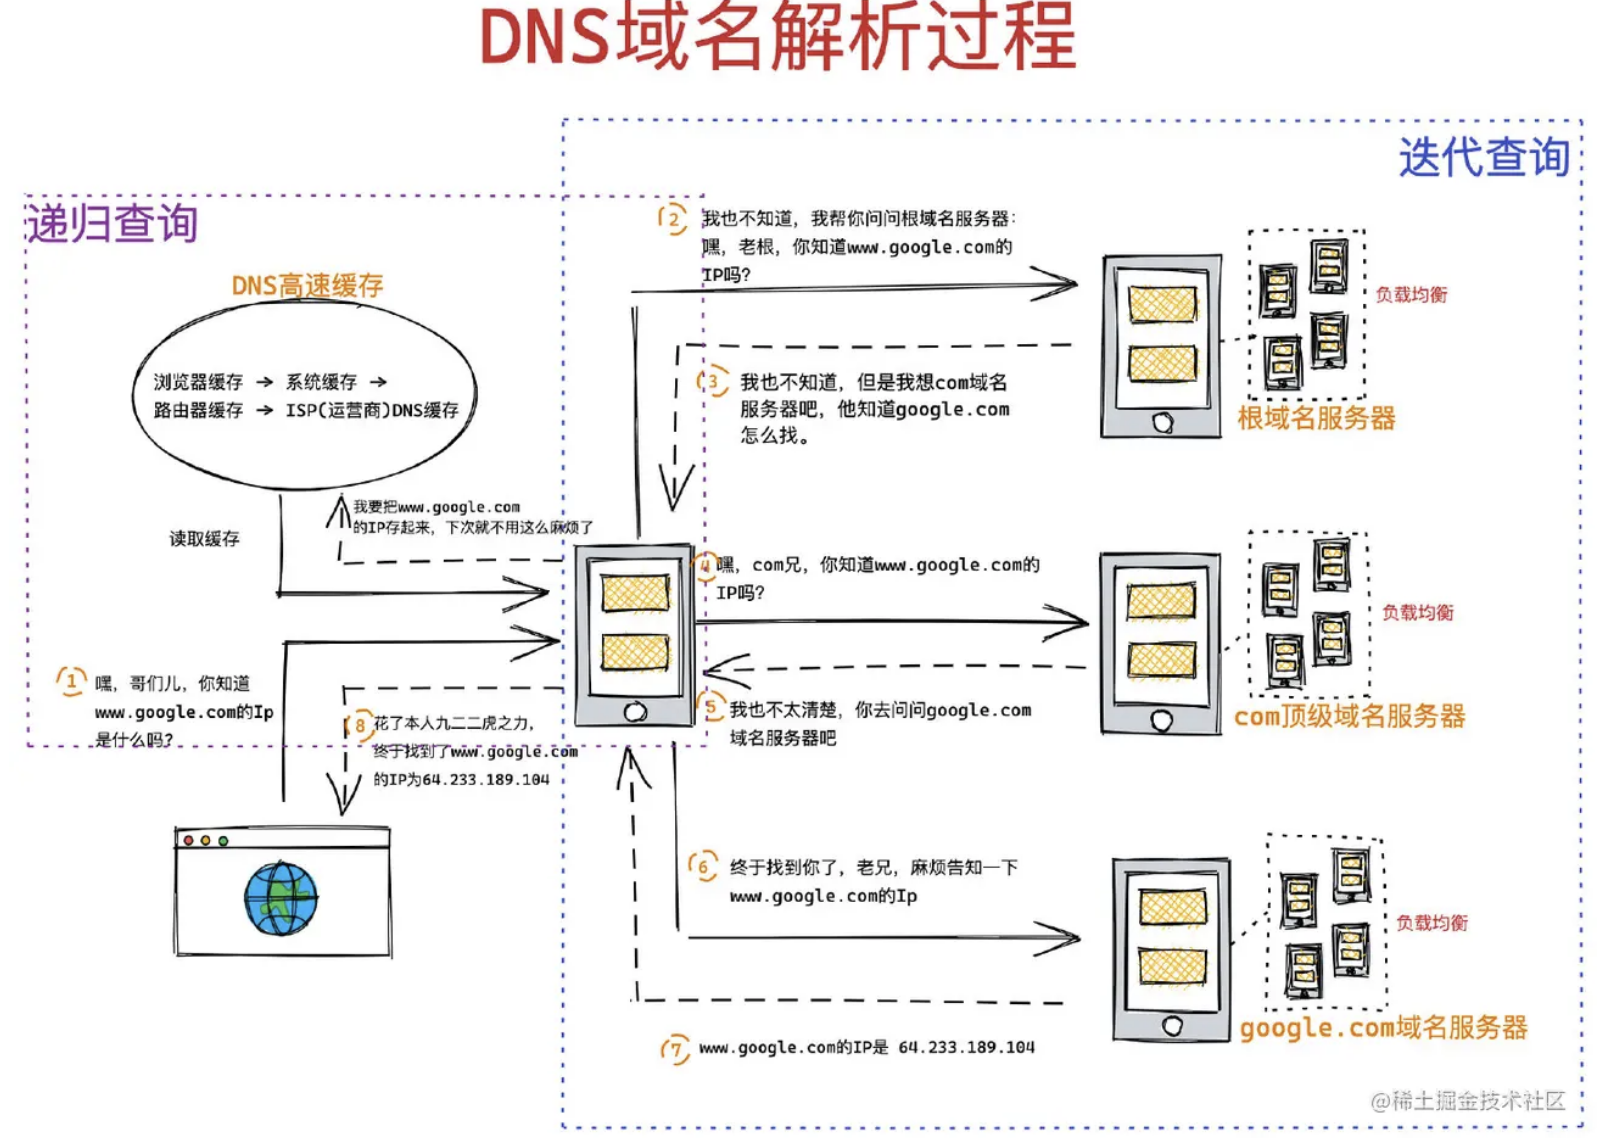 DNS域名解析过程
迭代查询
递归查询
DNS高速缓存
浏览器缓存 → 系统缓存 →
路由器缓存 → ISP(运营商)DNS缓存
读取缓存
我要把www.google.com
的IP存起来，下次就不用这么麻烦了
1 嘿，哥们儿，你知道
www.google.com的Ip
是什么吗?
2 我也不知道，我帮你问问根域名服务器:
嘿，老根，你知道www.google.com的
IP吗?
3 我也不知道，但是我想com域名
服务器吧，他知道google.com
怎么找。
负载均衡
根域名服务器
4 嘿，com兄，你知道www.google.com的
IP吗?
5 我也不太清楚，你去问问google.com
域名服务器吧
负载均衡
com顶级域名服务器
6 终于找到你了，老兄，麻烦告知一下
www.google.com的Ip
7 www.google.com的IP是 64.233.189.104
负载均衡
google.com域名服务器
8 花了本人九二二虎之力，
终于找到了www.google.com
的IP为64.233.189.104
@稀土掘金技术社区